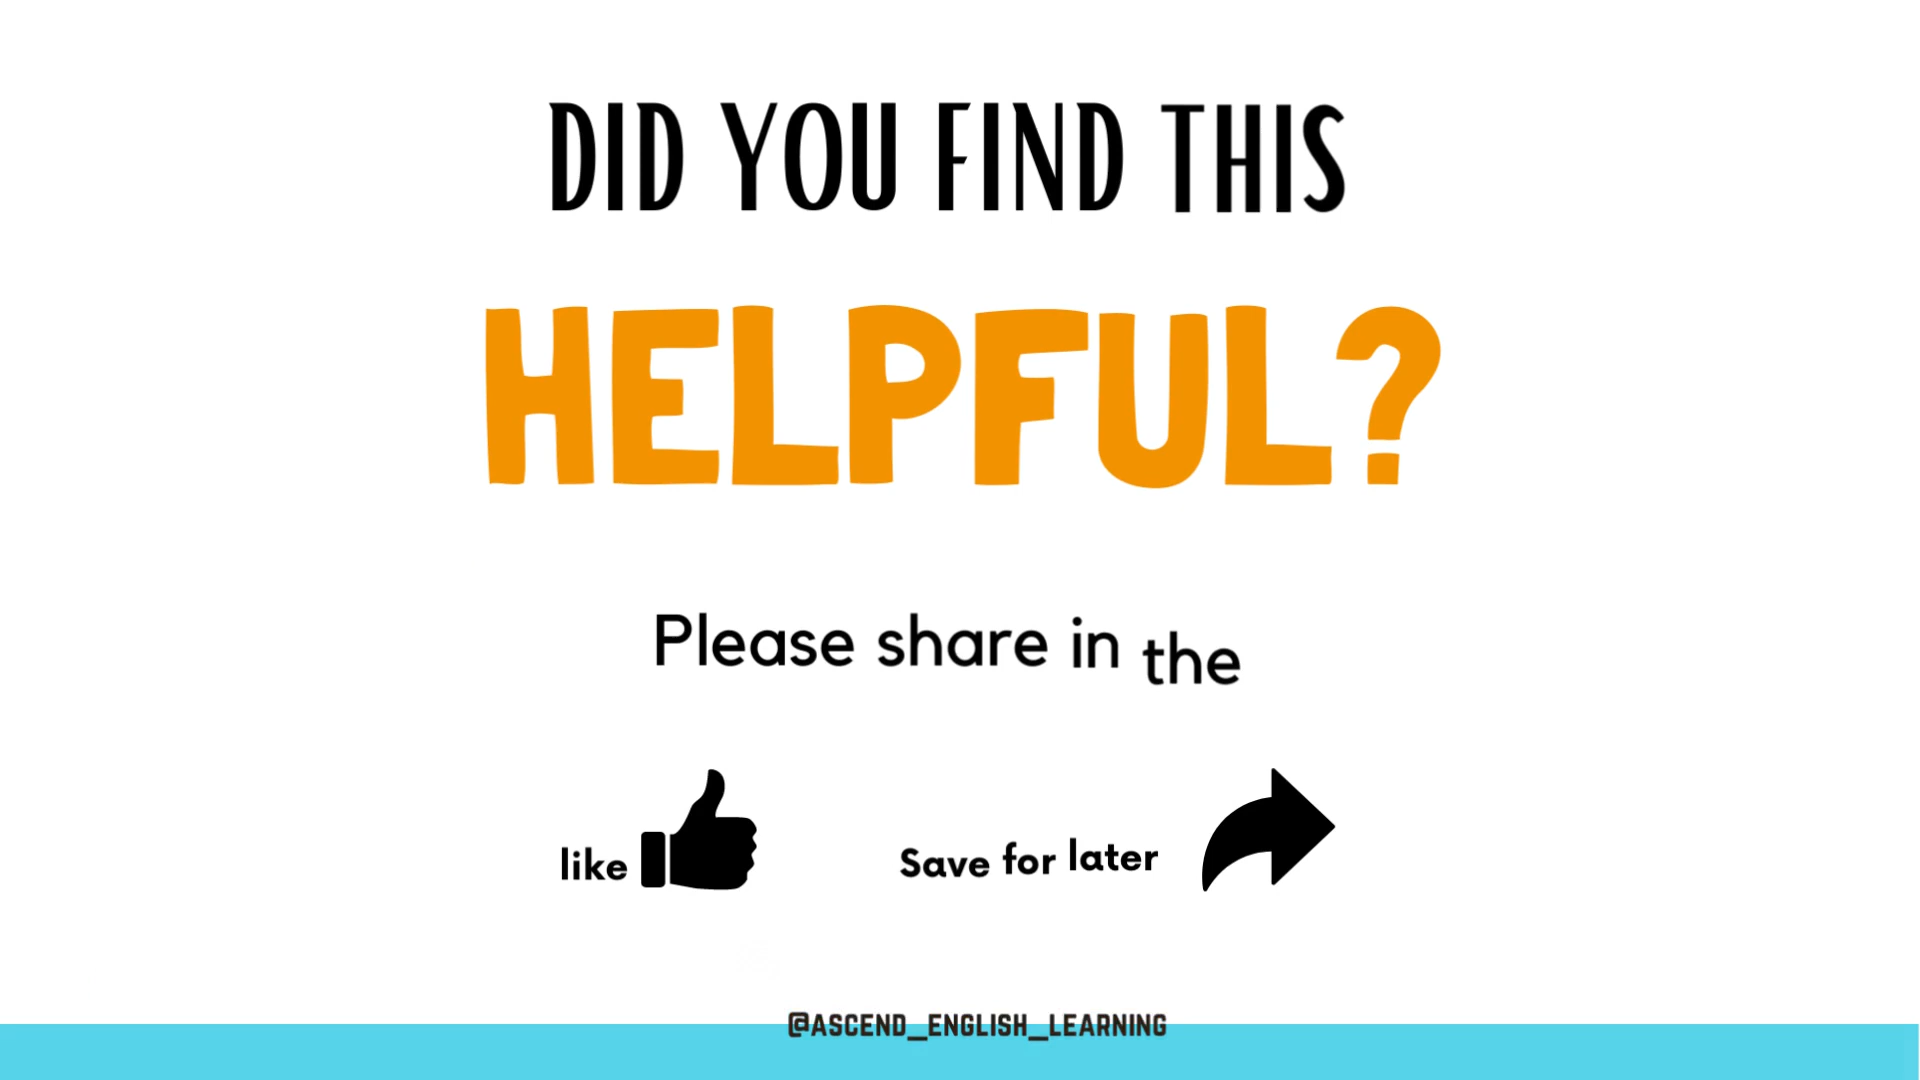 DID YOU FIND THIS
HELPFUL?
Please share in the
like
Save for later
@ASCEND_ENGLISH_LEARNING